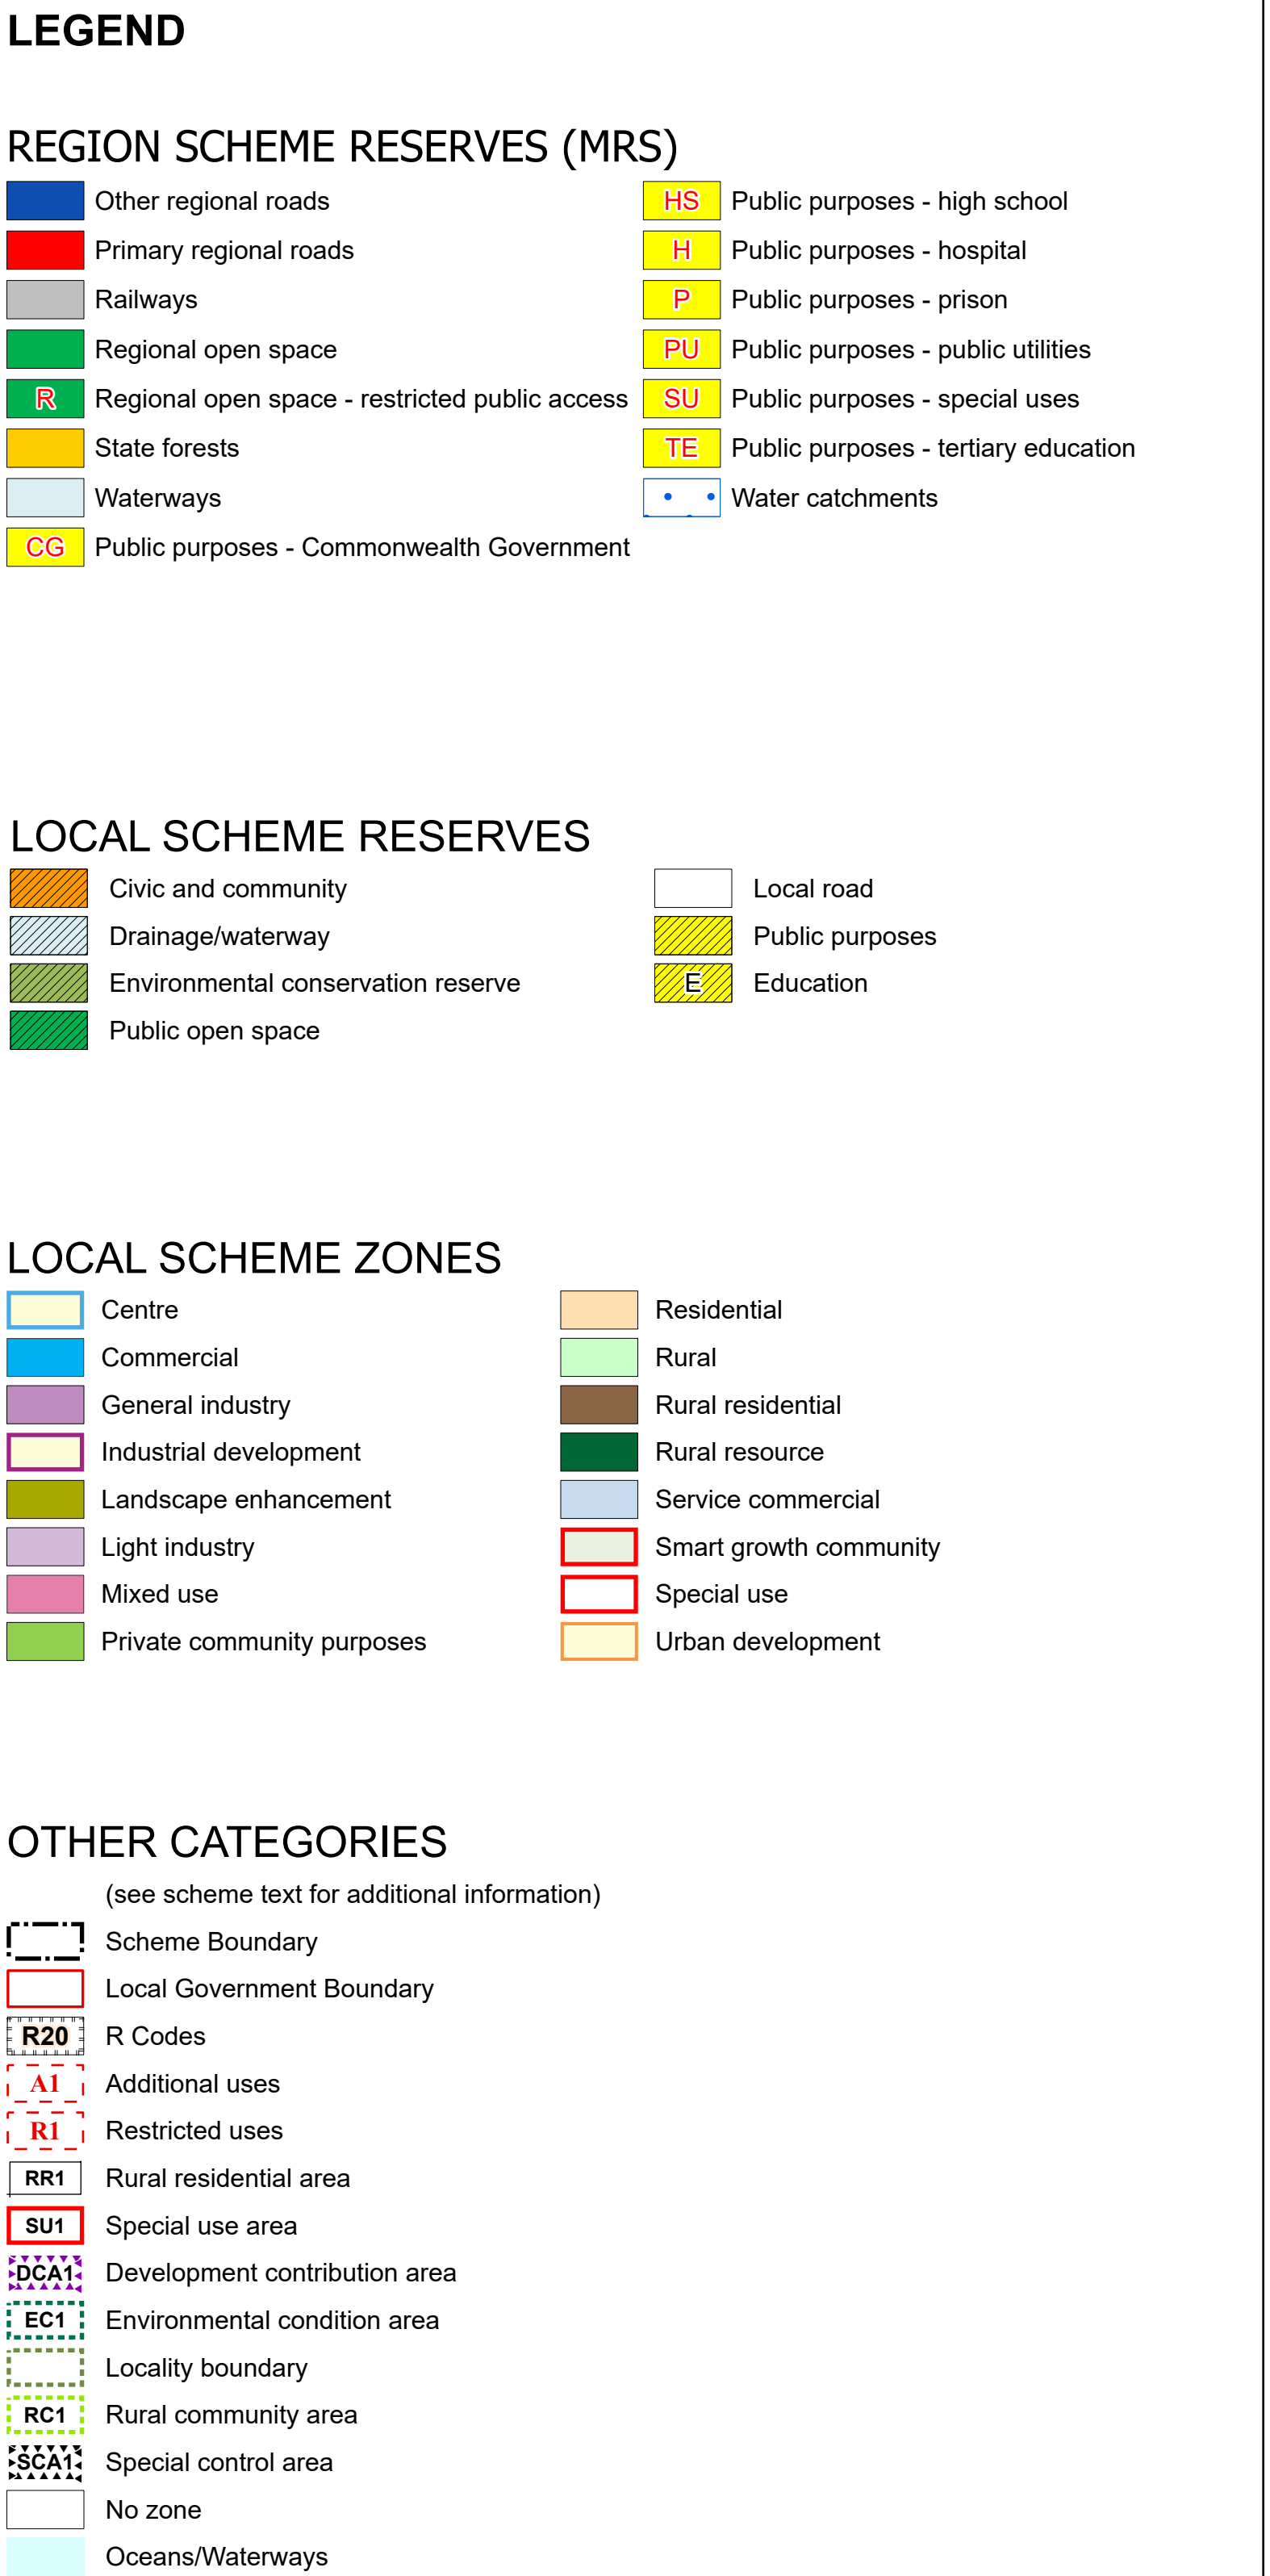 LEGEND
REGION SCHEME RESERVES (MRS)
Other regional roads
Primary regional roads
Railways
Regional open space
R Regional open space - restricted public access
State forests
Waterways
CG Public purposes - Commonwealth Government
HS Public purposes - high school
H Public purposes - hospital
P Public purposes - prison
PU Public purposes - public utilities
SU Public purposes - special uses
TE Public purposes - tertiary education
Water catchments
LOCAL SCHEME RESERVES
Civic and community
Drainage/waterway
Environmental conservation reserve
Public open space
Local road
Public purposes
E Education
LOCAL SCHEME ZONES
Centre
Commercial
General industry
Industrial development
Landscape enhancement
Light industry
Mixed use
Private community purposes
Residential
Rural
Rural residential
Rural resource
Service commercial
Smart growth community
Special use
Urban development
OTHER CATEGORIES
(see scheme text for additional information)
Scheme Boundary
Local Government Boundary
R20 R Codes
A1 Additional uses
R1 Restricted uses
RR1 Rural residential area
SU1 Special use area
DCA1 Development contribution area
EC1 Environmental condition area
Locality boundary
RC1 Rural community area
SCA1 Special control area
No zone
Oceans/Waterways